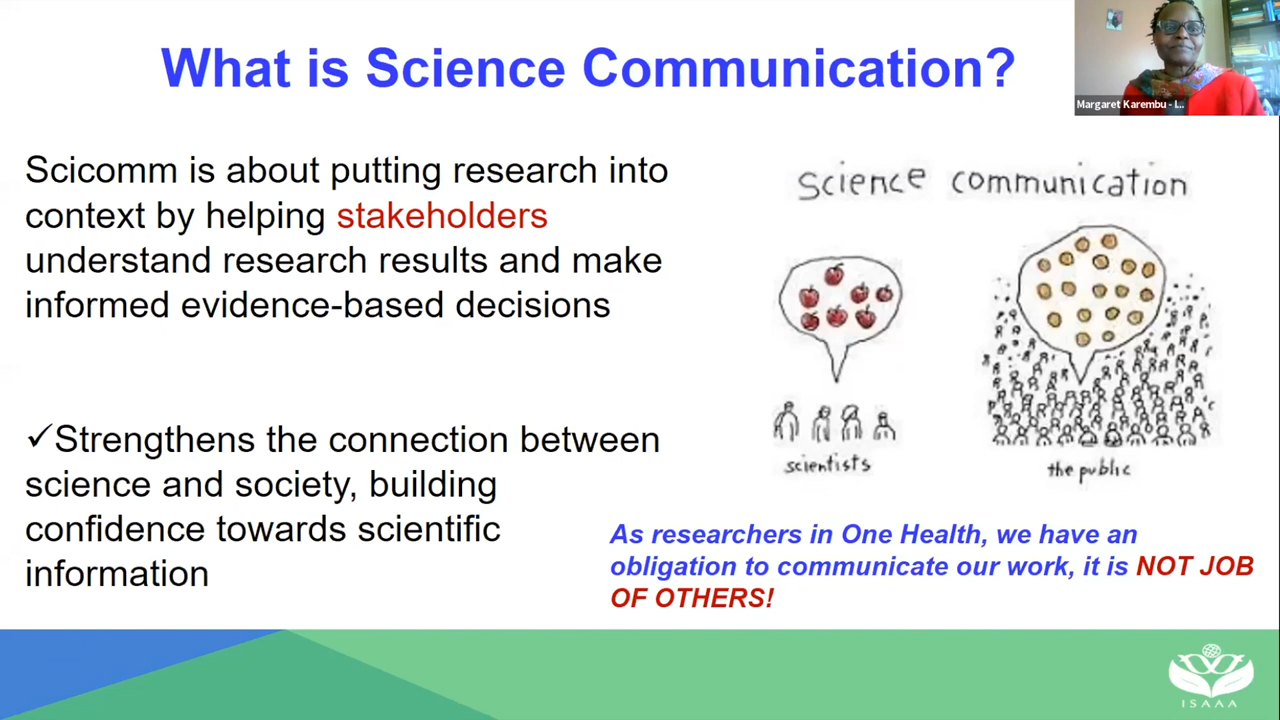 What is Science Communication?
Margaret Karembu - I...
Scicomm is about putting research into
context by helping stakeholders
understand research results and make
informed evidence-based decisions
✓Strengthens the connection between
science and society, building
confidence towards scientific
information
Science communication
scientists
the public
As researchers in One Health, we have an
obligation to communicate our work, it is NOT JOB
OF OTHERS!
ISAAA